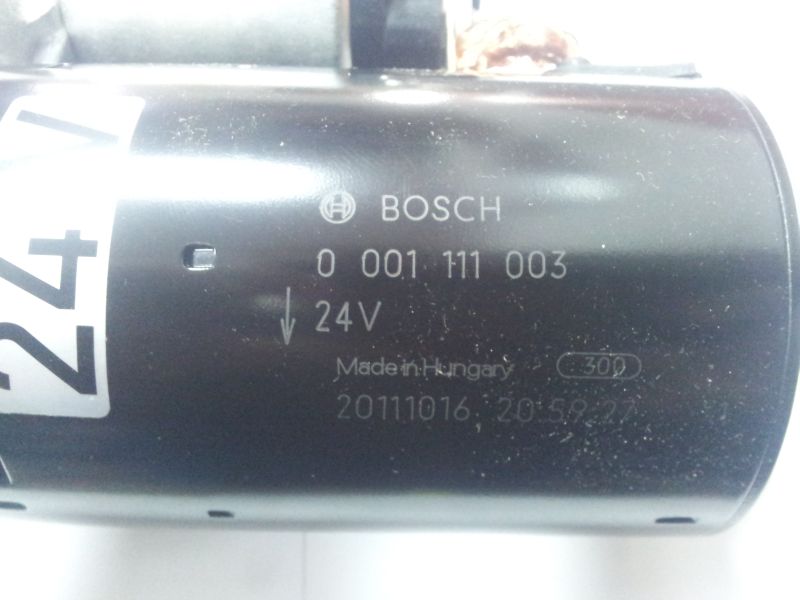 24V
BOSCH
0 001 111 003
24V
Made in Hungary 300
20111016 20:59:27